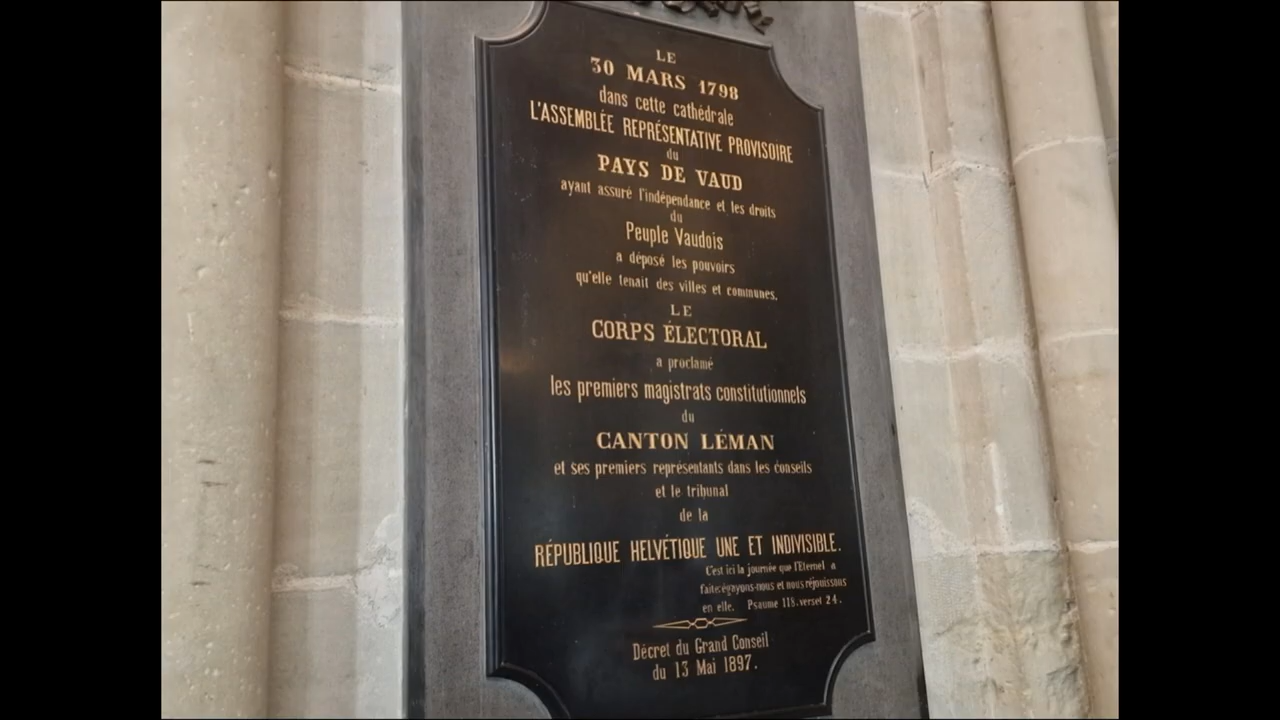 LE
30 MARS 1798
dans cette cathédrale
L'ASSEMBLÉE REPRÉSENTATIVE PROVISOIRE
du
PAYS DE VAUD
ayant assuré l'indépendance et les droits
du
Peuple Vaudois
a déposé les pouvoirs
qu'elle tenait des villes et communes.
LE
CORPS ÉLECTORAL
a proclamé
les premiers magistrats constitutionnels
du
CANTON LÉMAN
et ses premiers représentants dans les conseils
et le tribunal
de la
RÉPUBLIQUE HELVÉTIQUE UNE ET INDIVISIBLE.
C'est ici la journée que l'Eternel a
faite: égayons-nous et nous réjouissons
en elle. Psaume 118. verset 24.
Décret du Grand Conseil
du 13 Mai 1897.